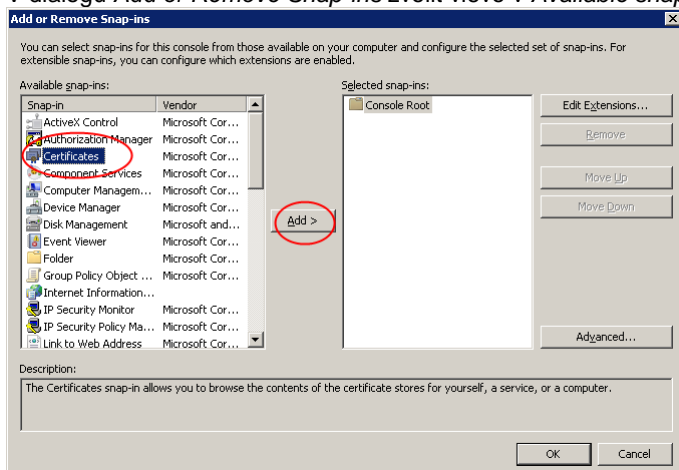 Add or Remove Snap-ins
You can select snap-ins for this console from those available on your computer and configure the selected set of snap-ins. For
extensible snap-ins, you can configure which extensions are enabled.
Available snap-ins:
Selected snap-ins:
Snap-in Vendor
ActiveX Control Microsoft Cor...
Authorization Manager Microsoft Cor...
Certificates Microsoft Cor...
Component Services Microsoft Cor...
Computer Managem... Microsoft Cor...
Device Manager Microsoft Cor...
Disk Management Microsoft and...
Event Viewer Microsoft Cor...
Folder Microsoft Cor...
Group Policy Object ... Microsoft Cor...
Internet Information...
IP Security Monitor Microsoft Cor...
IP Security Policy Ma... Microsoft Cor...
Link to Web Address Microsoft Cor...
Add >
Console Root
Edit Extensions...
Remove
Move Up
Move Down
Advanced...
Description:
The Certificates snap-in allows you to browse the contents of the certificate stores for yourself, a service, or a computer.
OK Cancel